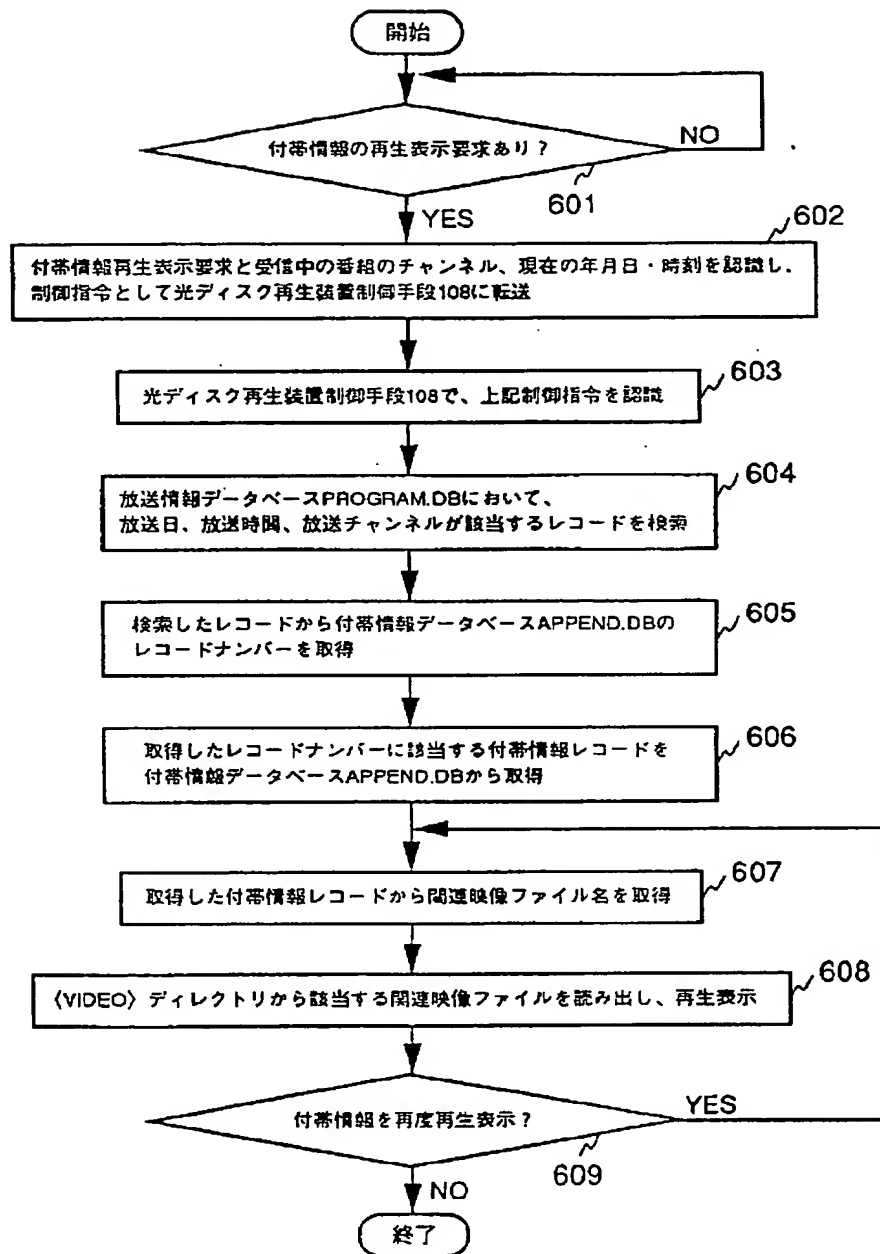 開始
付帯情報の再生表示要求あり？
NO
601
YES
602
付帯情報再生表示要求と受信中の番組のチャンネル、現在の年月日・時刻を認識し、
制御指令として光ディスク再生装置制御手段108に転送
603
光ディスク再生装置制御手段108で、上記制御指令を認識
604
放送情報データベースPROGRAM.DBにおいて、
放送日、放送時間、放送チャンネルが該当するレコードを検索
605
検索したレコードから付帯情報データベースAPPEND.DBの
レコードナンバーを取得
606
取得したレコードナンバーに該当する付帯情報レコードを
付帯情報データベースAPPEND.DBから取得
607
取得した付帯情報レコードから関連映像ファイル名を取得
608
〈VIDEO〉ディレクトリから該当する関連映像ファイルを読み出し、再生表示
付帯情報を再度再生表示？
YES
609
NO
終了